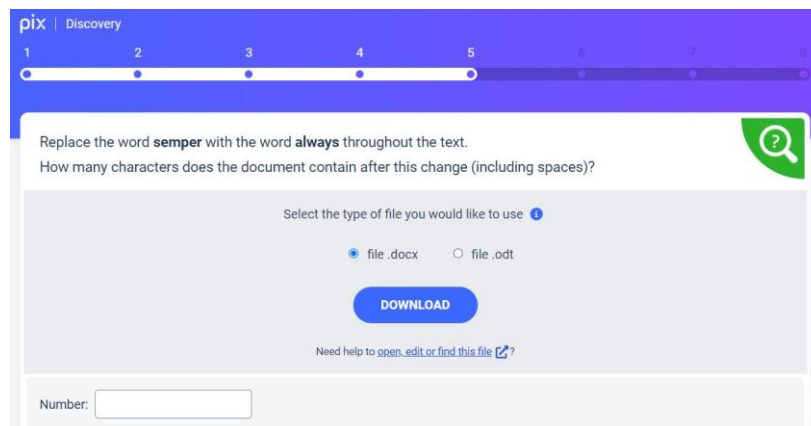 pix | Discovery
1 2 3 4 5 6 7 8
Replace the word semper with the word always throughout the text.
How many characters does the document contain after this change (including spaces)?
?
Select the type of file you would like to use i
file .docx file .odt
DOWNLOAD
Need help to open, edit or find this file ?
Number: